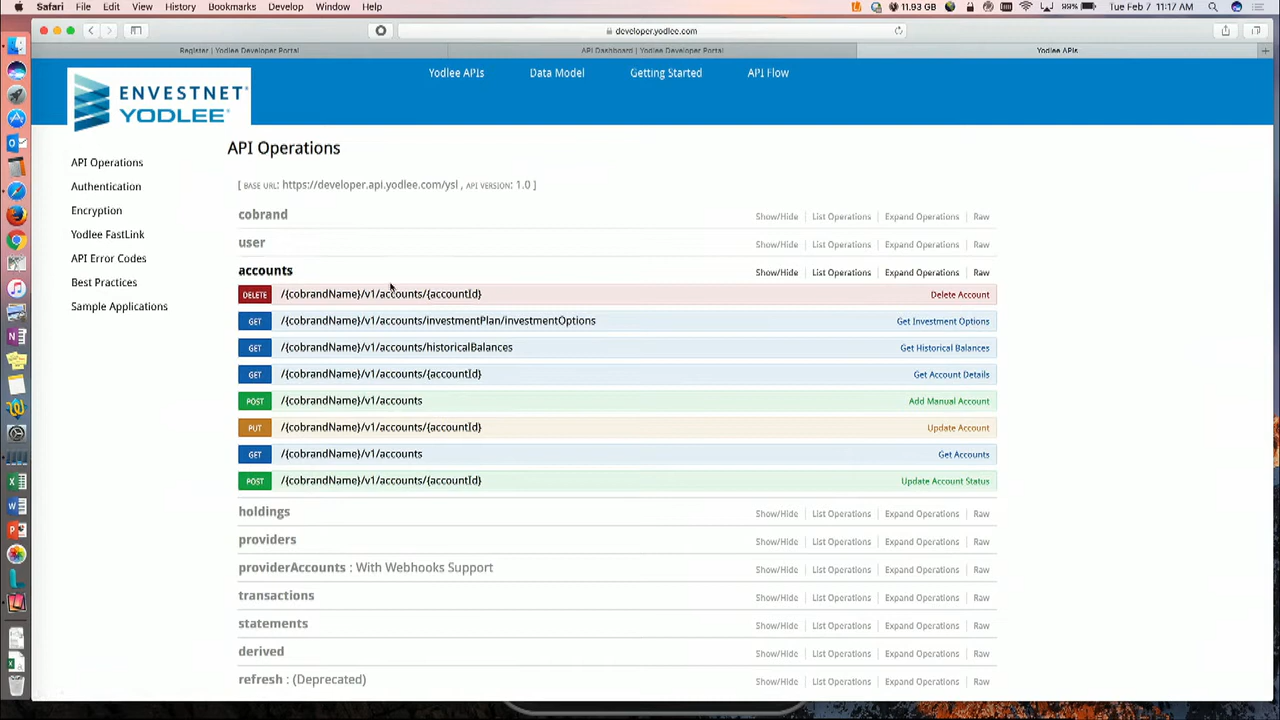 Safari File Edit View History Bookmarks Develop Window Help 11.93 GB 99% Tue Feb 7 11:17 AM
developer.yodlee.com
Register | Yodlee Developer Portal API Dashboard | Yodlee Developer Portal Yodlee APIs
Yodlee APIs Data Model Getting Started API Flow
ENVESTNET
YODLEE
API Operations
Authentication
Encryption
Yodlee FastLink
API Error Codes
Best Practices
Sample Applications
API Operations
[ BASE URL: https://developer.api.yodlee.com/ysl , API VERSION: 1.0 ]
cobrand Show/Hide List Operations Expand Operations Raw
user Show/Hide List Operations Expand Operations Raw
accounts Show/Hide List Operations Expand Operations Raw
DELETE /{cobrandName}/v1/accounts/{accountId} Delete Account
GET /{cobrandName}/v1/accounts/investmentPlan/investmentOptions Get Investment Options
GET /{cobrandName}/v1/accounts/historicalBalances Get Historical Balances
GET /{cobrandName}/v1/accounts/{accountId} Get Account Details
POST /{cobrandName}/v1/accounts Add Manual Account
PUT /{cobrandName}/v1/accounts/{accountId} Update Account
GET /{cobrandName}/v1/accounts Get Accounts
POST /{cobrandName}/v1/accounts/{accountId} Update Account Status
holdings Show/Hide List Operations Expand Operations Raw
providers Show/Hide List Operations Expand Operations Raw
providerAccounts : With Webhooks Support Show/Hide List Operations Expand Operations Raw
transactions Show/Hide List Operations Expand Operations Raw
statements Show/Hide List Operations Expand Operations Raw
derived Show/Hide List Operations Expand Operations Raw
refresh : (Deprecated) Show/Hide List Operations Expand Operations Raw